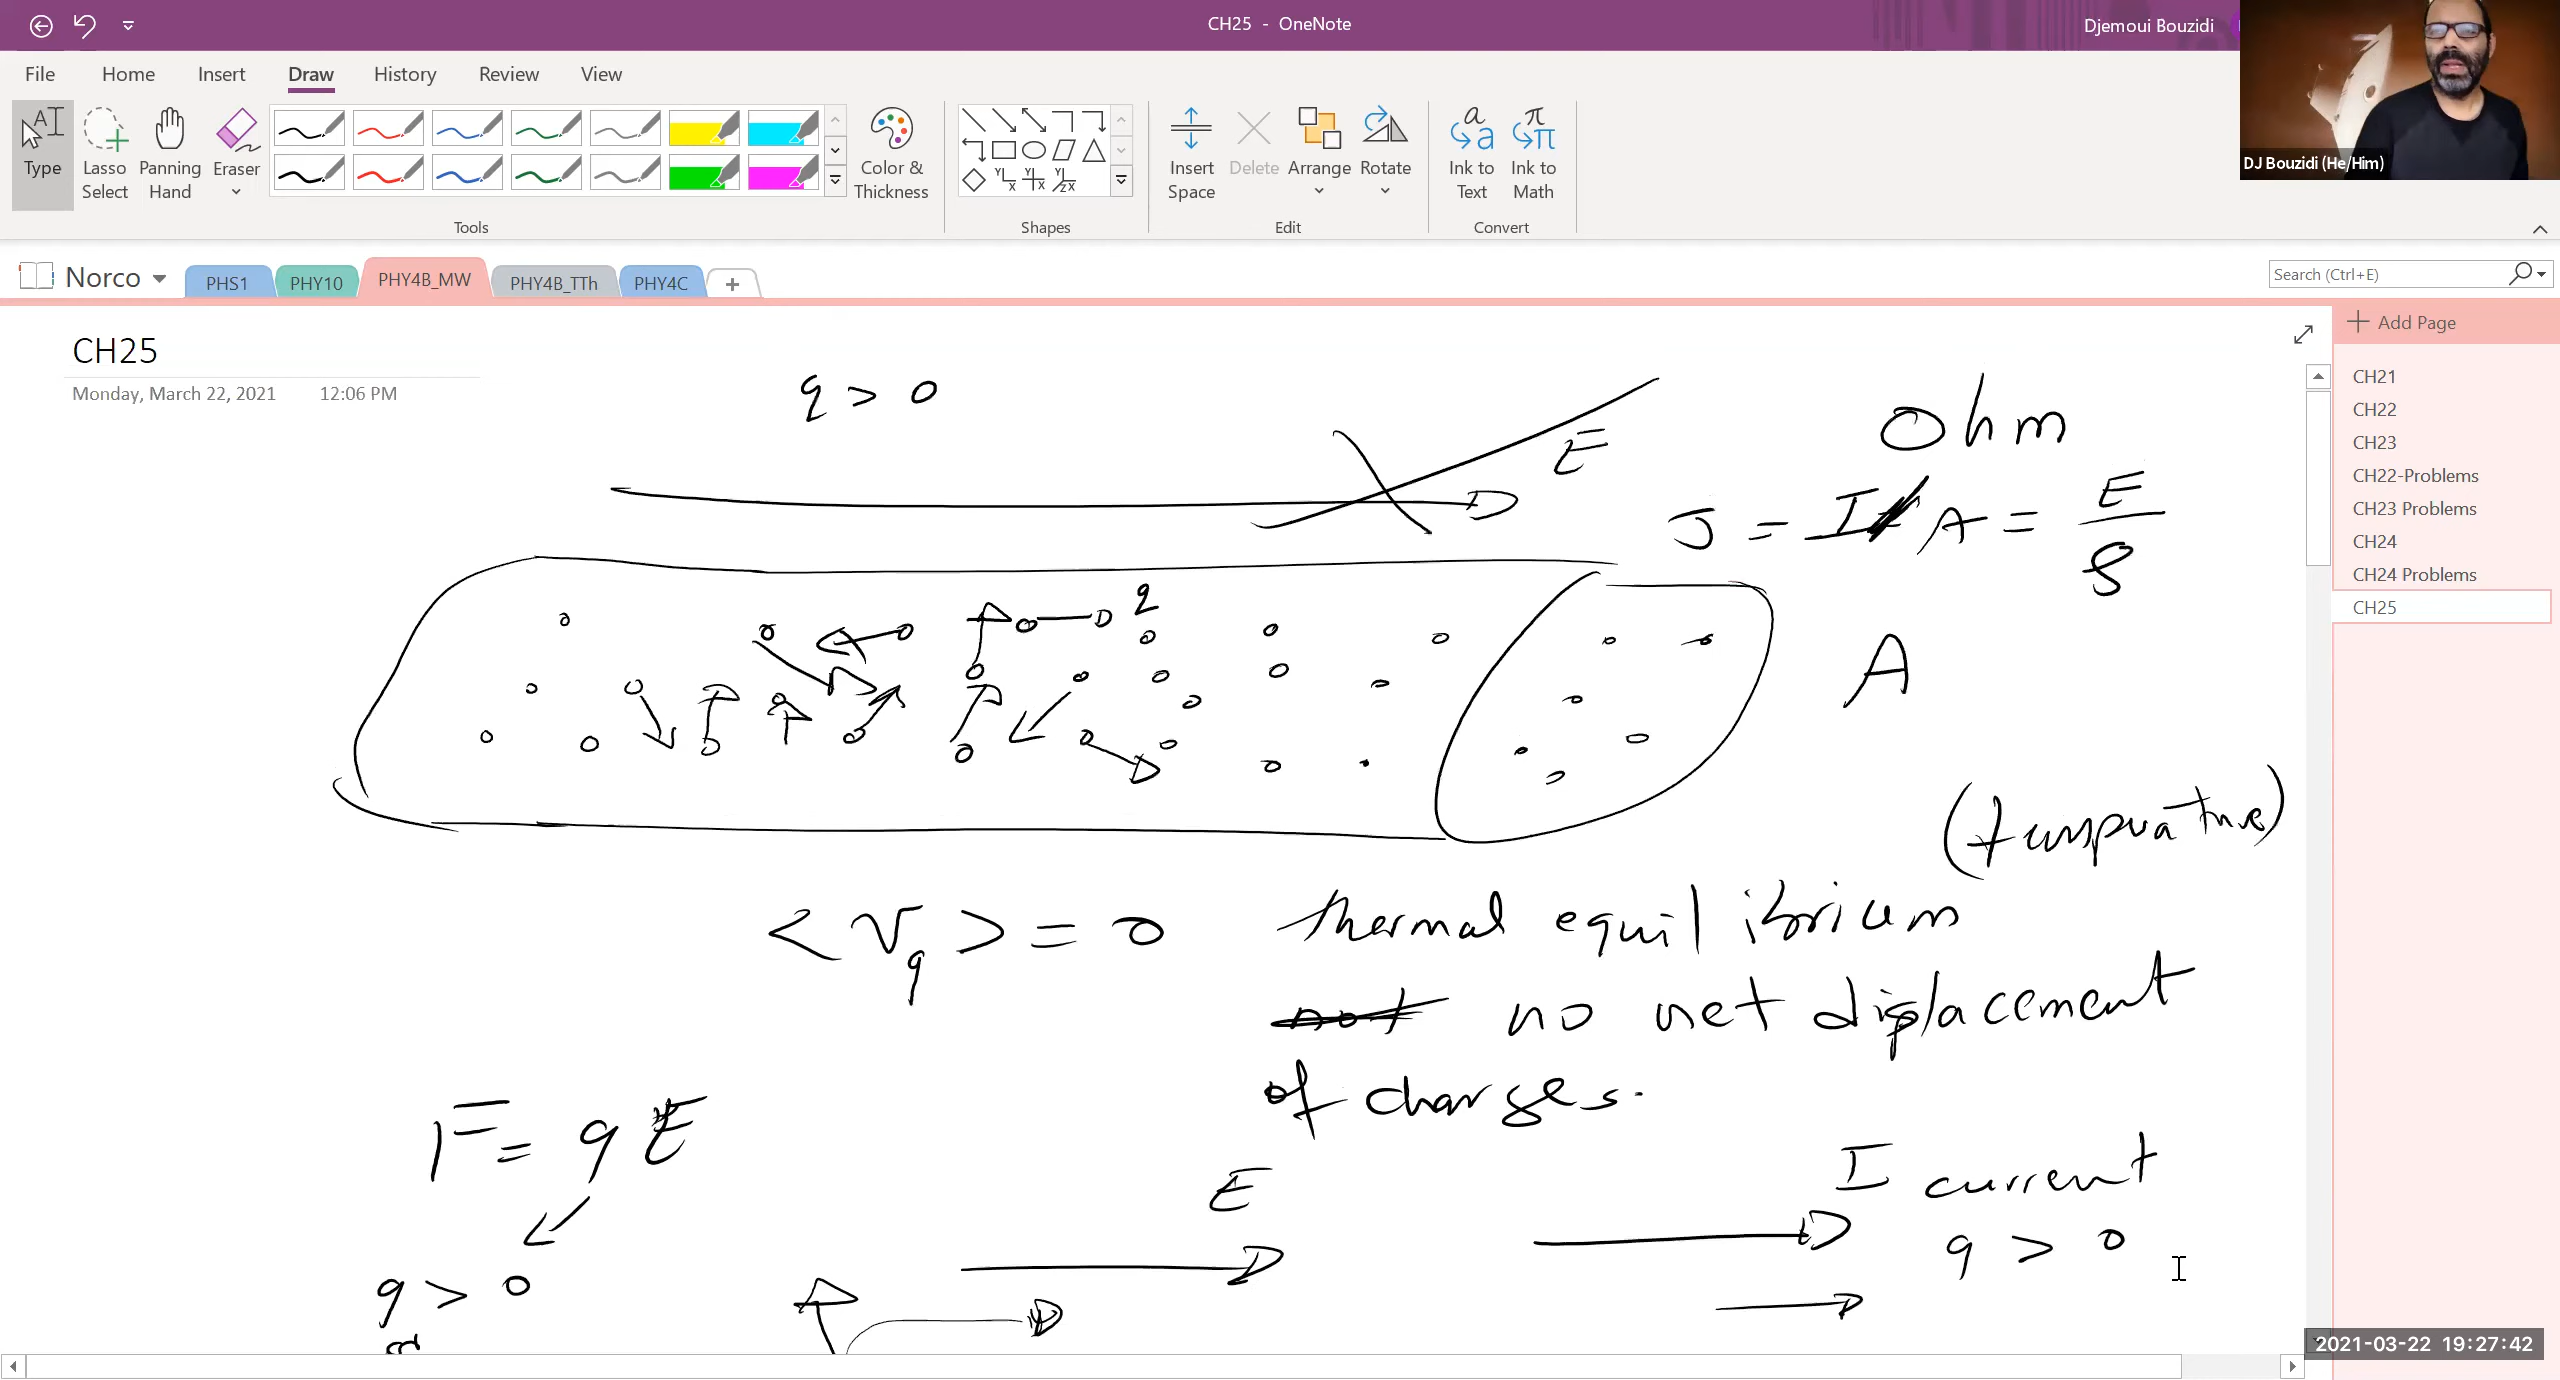 CH25 - OneNote
Djemoui Bouzidi
DJ Bouzidi (He/Him)
File Home Insert Draw History Review View
Type
Lasso Select
Panning Hand
Eraser
Color & Thickness
Insert Space
Delete
Arrange
Rotate
Ink to Text
Ink to Math
Tools
Shapes
Edit
Convert
Norco
PHS1 PHY10 PHY4B_MW PHY4B_TTh PHY4C +
Search (Ctrl+E)
Add Page
CH21
CH22
CH23
CH22-Problems
CH23 Problems
CH24
CH24 Problems
CH25
CH25
Monday, March 22, 2021 12:06 PM
q > 0
E
Ohm
J = I/A = E/ρ
q
A
(temperature)
<v_q> = 0 thermal equilibrium
not no net displacement
of charges.
F = qE
E
I current
q > 0
q > 0
2021-03-22 19:27:42